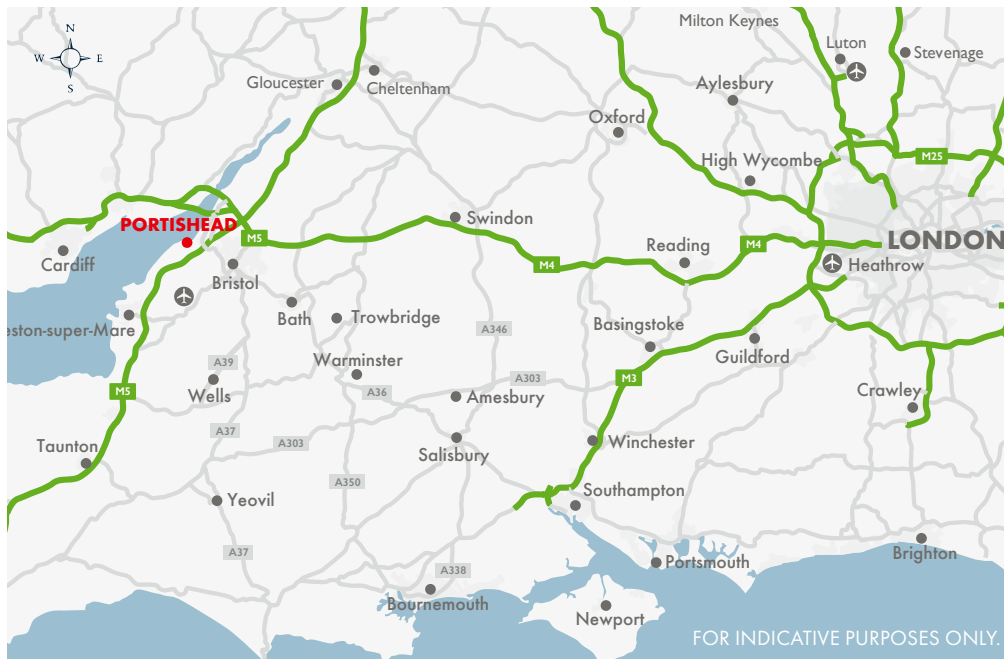 N
W
E
S
Milton Keynes
Luton
Stevenage
Gloucester
Cheltenham
Aylesbury
Oxford
High Wycombe
M25
PORTISHEAD
Swindon
M5
M4
Reading
M4
LONDON
Cardiff
Heathrow
Bristol
Bath
Trowbridge
eston-super-Mare
A346
Basingstoke
Guildford
Warminster
A39
A303
M3
Wells
A36
Amesbury
Crawley
M5
A37
A303
Taunton
Salisbury
Winchester
A350
Southampton
Yeovil
A37
Brighton
Portsmouth
A338
Bournemouth
Newport
FOR INDICATIVE PURPOSES ONLY.